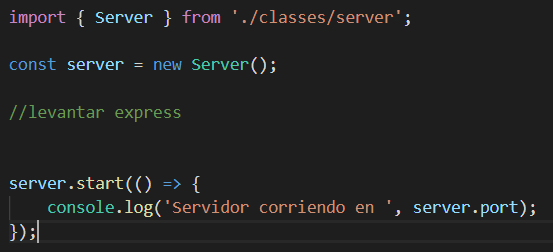 import { Server } from './classes/server';
const server = new Server();
//levantar express
server.start(() => {
    console.log('Servidor corriendo en ', server.port);
});